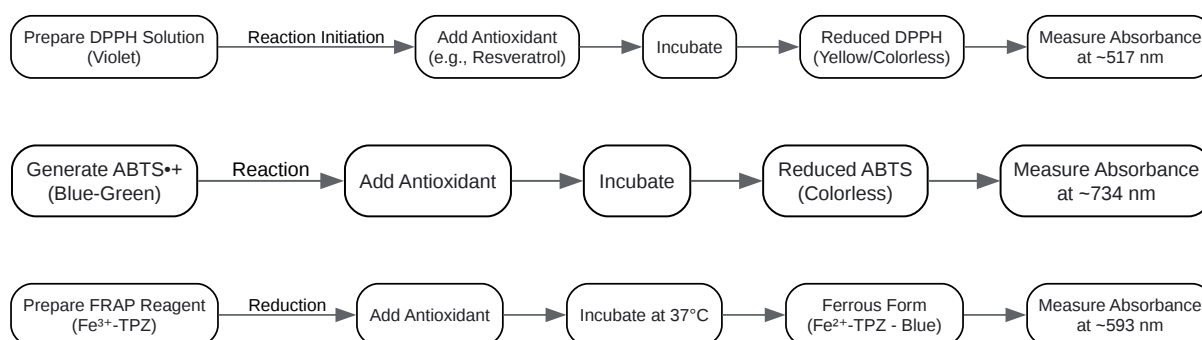 Prepare DPPH Solution
(Violet)
Reaction Initiation
Add Antioxidant
(e.g., Resveratrol)
Incubate
Reduced DPPH
(Yellow/Colorless)
Measure Absorbance
at ~517 nm
Generate ABTS•+
(Blue-Green)
Reaction
Add Antioxidant
Incubate
Reduced ABTS
(Colorless)
Measure Absorbance
at ~734 nm
Prepare FRAP Reagent
(Fe³⁺-TPZ)
Reduction
Add Antioxidant
Incubate at 37°C
Ferrous Form
(Fe²⁺-TPZ - Blue)
Measure Absorbance
at ~593 nm